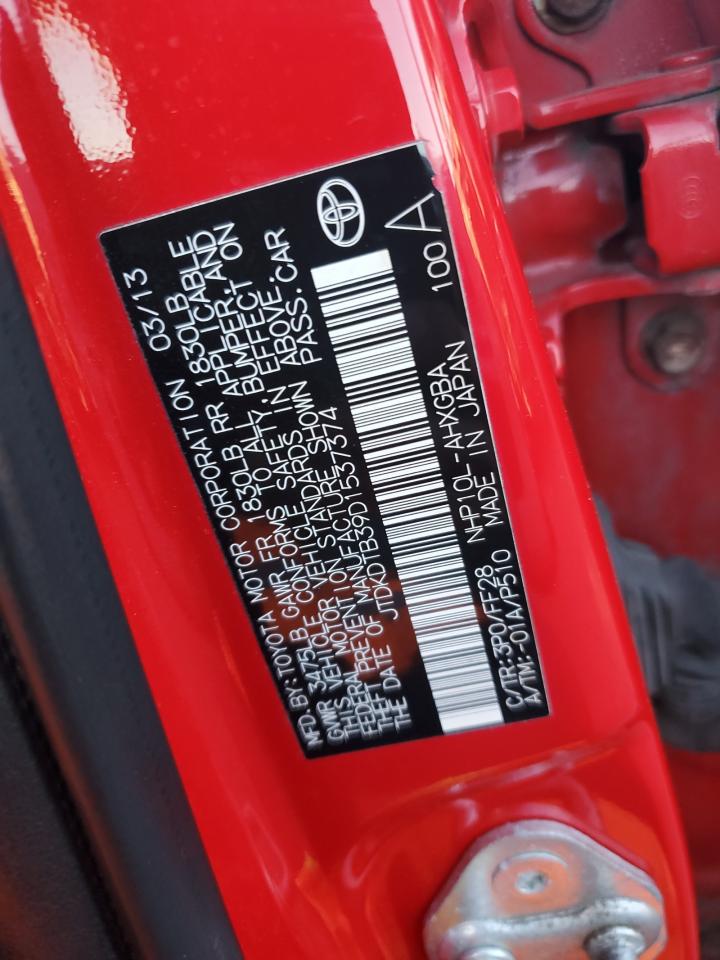 MFD. BY: TOYOTA MOTOR CORPORATION 03/13
GVWR 3475LB GAWR FR 1830LB RR 1830LB
THIS VEHICLE CONFORMS TO ALL APPLICABLE
FEDERAL MOTOR VEHICLE SAFETY, BUMPER, AND
THEFT PREVENTION STANDARDS IN EFFECT ON
THE DATE OF MANUFACTURE SHOWN ABOVE.
JTDKDTB39D1537374 PASS. CAR
C/TR:3P0/FF28 NHP10L-AHXGBA 100 A
A/TM:-01A/P510 MADE IN JAPAN